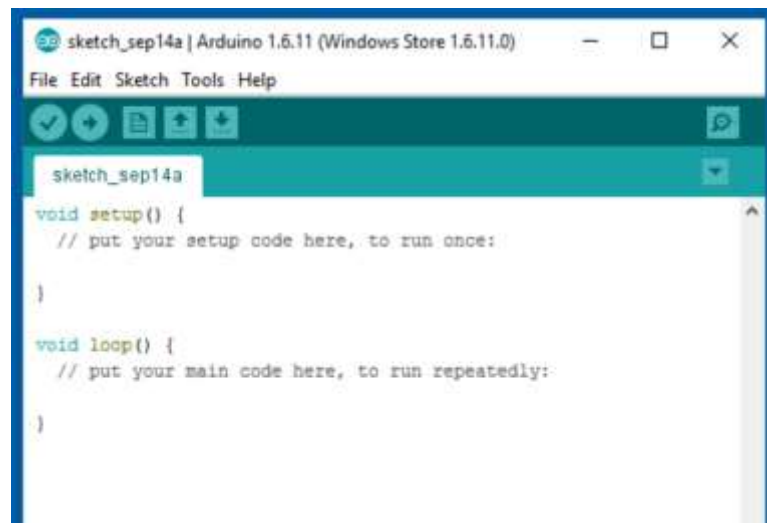 sketch_sep14a | Arduino 1.6.11 (Windows Store 1.6.11.0)
File Edit Sketch Tools Help
sketch_sep14a
void setup() {
  // put your setup code here, to run once:
}
void loop() {
  // put your main code here, to run repeatedly:
}